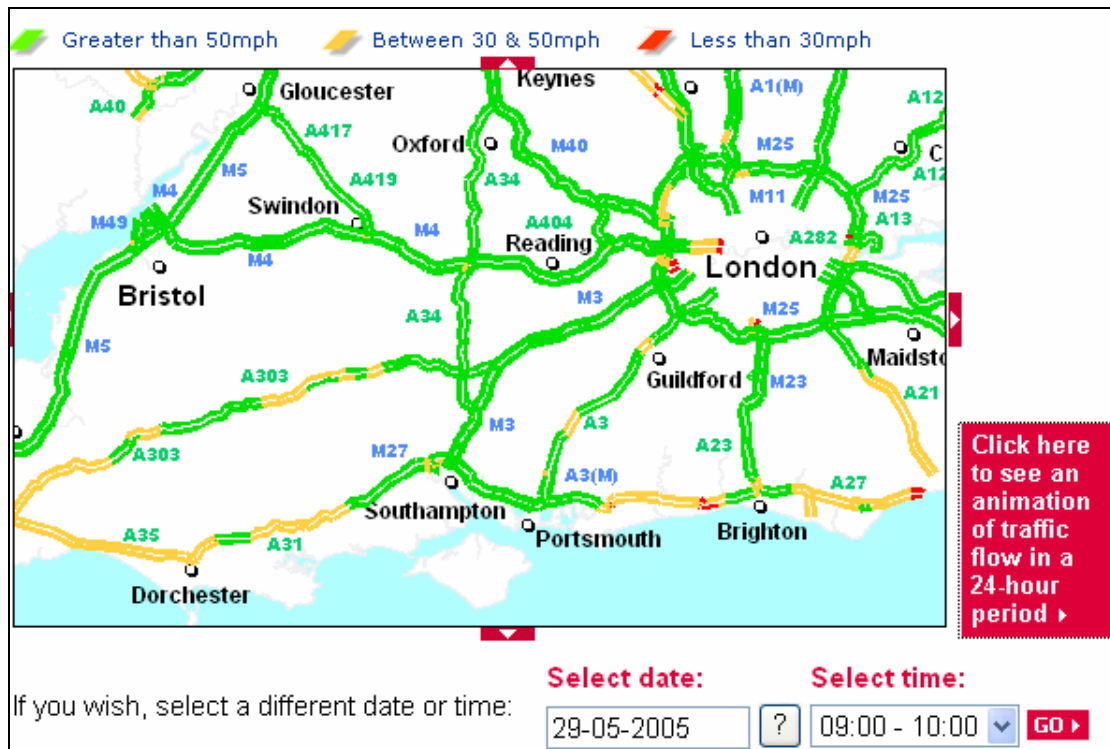 Greater than 50mph Between 30 & 50mph Less than 30mph
Keynes
A1(M)
Gloucester
A12
A40
A417
Oxford
M40
M25
C
A12
M5
A34
M4
A419
M11
M25
Swindon
A404
A13
M49
M4
Reading
A282
M4
London
Bristol
M3
A34
M25
M5
Maidsto
A303
Guildford
M23
A21
A303
M3
A3
M27
A23
A3(M)
A27
Southampton
Portsmouth
Brighton
A35
A31
Dorchester
Click here
to see an
animation
of traffic
flow in a
24-hour
period
Select date: Select time:
If you wish, select a different date or time: 29-05-2005 ? 09:00 - 10:00 GO